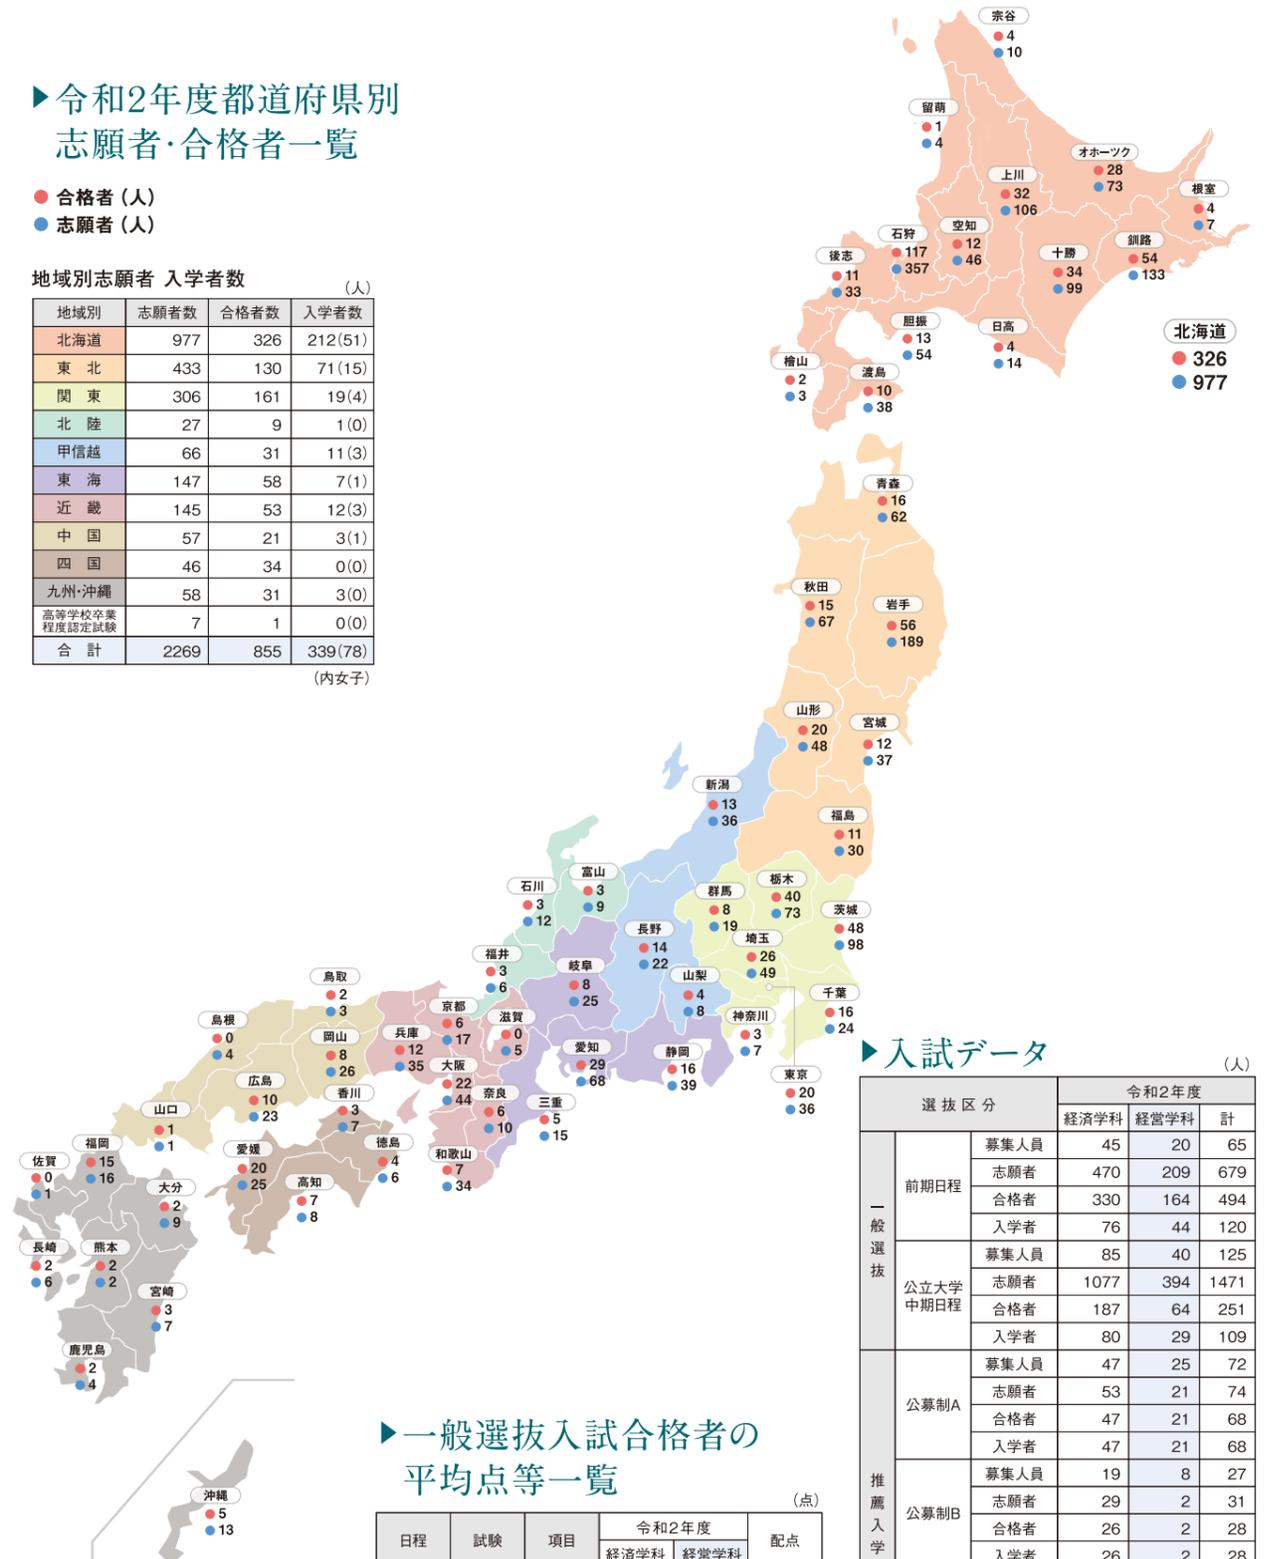 令和2年度都道府県別
志願者・合格者一覧
合格者（人）
志願者（人）
地域別志願者 入学者数 （人）
地域別 志願者数 合格者数 入学者数
北海道 977 326 212(51)
東 北 433 130 71(15)
関 東 306 161 19(4)
北 陸 27 9 1(0)
甲信越 66 31 11(3)
東 海 147 58 7(1)
近 畿 145 53 12(3)
中 国 57 21 3(1)
四 国 46 34 0(0)
九州・沖縄 58 31 3(0)
高等学校卒業
程度認定試験 7 1 0(0)
合 計 2269 855 339(78)
（内女子）
宗谷
4
10
留萌
1
4
オホーツク
28
73
上川
32
106
根室
4
7
空知
12
46
石狩
117
357
釧路
54
133
十勝
34
99
後志
11
33
胆振
13
54
日高
4
14
北海道
326
977
檜山
2
3
渡島
10
38
青森
16
62
秋田
15
67
岩手
56
189
山形
20
48
宮城
12
37
新潟
13
36
福島
11
30
富山
3
9
石川
3
12
栃木
40
73
群馬
8
19
茨城
48
98
長野
14
22
埼玉
26
49
福井
3
6
岐阜
8
25
山梨
4
8
千葉
16
24
神奈川
3
7
東京
20
36
鳥取
2
3
島根
0
4
岡山
8
26
兵庫
12
35
京都
6
17
滋賀
0
5
愛知
29
68
静岡
16
39
大阪
22
44
奈良
6
10
三重
5
15
広島
10
23
香川
3
7
山口
1
1
徳島
4
6
和歌山
7
34
愛媛
20
25
高知
7
8
福岡
15
16
佐賀
0
1
大分
2
9
長崎
2
6
熊本
2
2
宮崎
3
7
鹿児島
2
4
沖縄
5
13
入試データ
（人）
選抜区分 令和2年度
経済学科 経営学科 計
一般選抜
前期日程
募集人員 45 20 65
志願者 470 209 679
合格者 330 164 494
入学者 76 44 120
公立大学
中期日程
募集人員 85 40 125
志願者 1077 394 1471
合格者 187 64 251
入学者 80 29 109
推薦入学
公募制A
募集人員 47 25 72
志願者 53 21 74
合格者 47 21 68
入学者 47 21 68
公募制B
募集人員 19 8 27
志願者 29 2 31
合格者 26 2 28
入学者 26 2 28
一般選抜入試合格者の
平均点等一覧
（点）
日程 試験 項目 令和2年度 配点
経済学科 経営学科